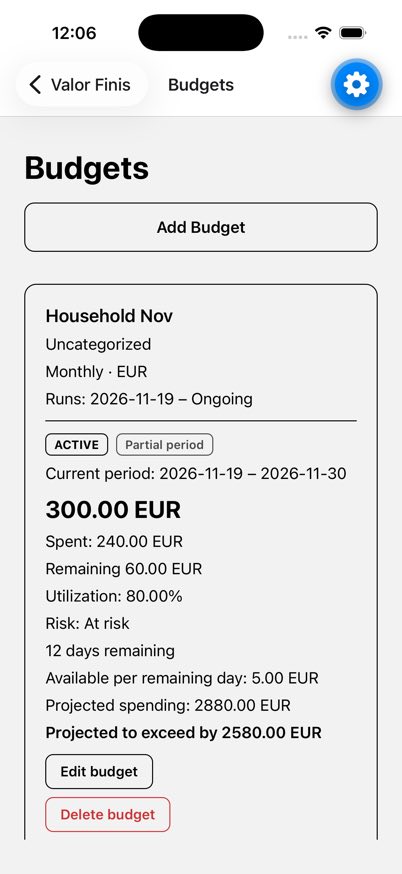 12:06
Valor Finis
Budgets
Budgets
Add Budget
Household Nov
Uncategorized
Monthly · EUR
Runs: 2026-11-19 – Ongoing
ACTIVE
Partial period
Current period: 2026-11-19 – 2026-11-30
300.00 EUR
Spent: 240.00 EUR
Remaining 60.00 EUR
Utilization: 80.00%
Risk: At risk
12 days remaining
Available per remaining day: 5.00 EUR
Projected spending: 2880.00 EUR
Projected to exceed by 2580.00 EUR
Edit budget
Delete budget